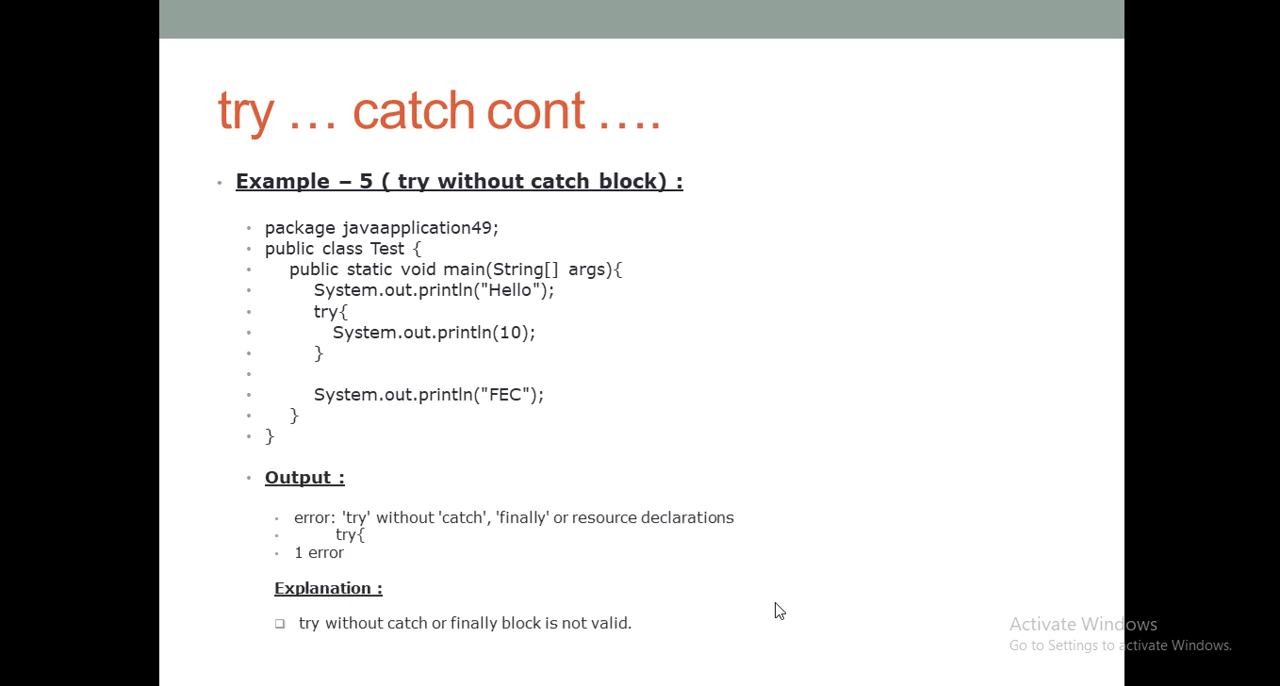 try … catch cont ….
Example – 5 ( try without catch block) :
package javaapplication49;
public class Test {
public static void main(String[] args){
System.out.println("Hello");
try{
System.out.println(10);
}
System.out.println("FEC");
}
}
Output :
error: 'try' without 'catch', 'finally' or resource declarations
try{
1 error
Explanation :
try without catch or finally block is not valid.
Activate Windows
Go to Settings to activate Windows.